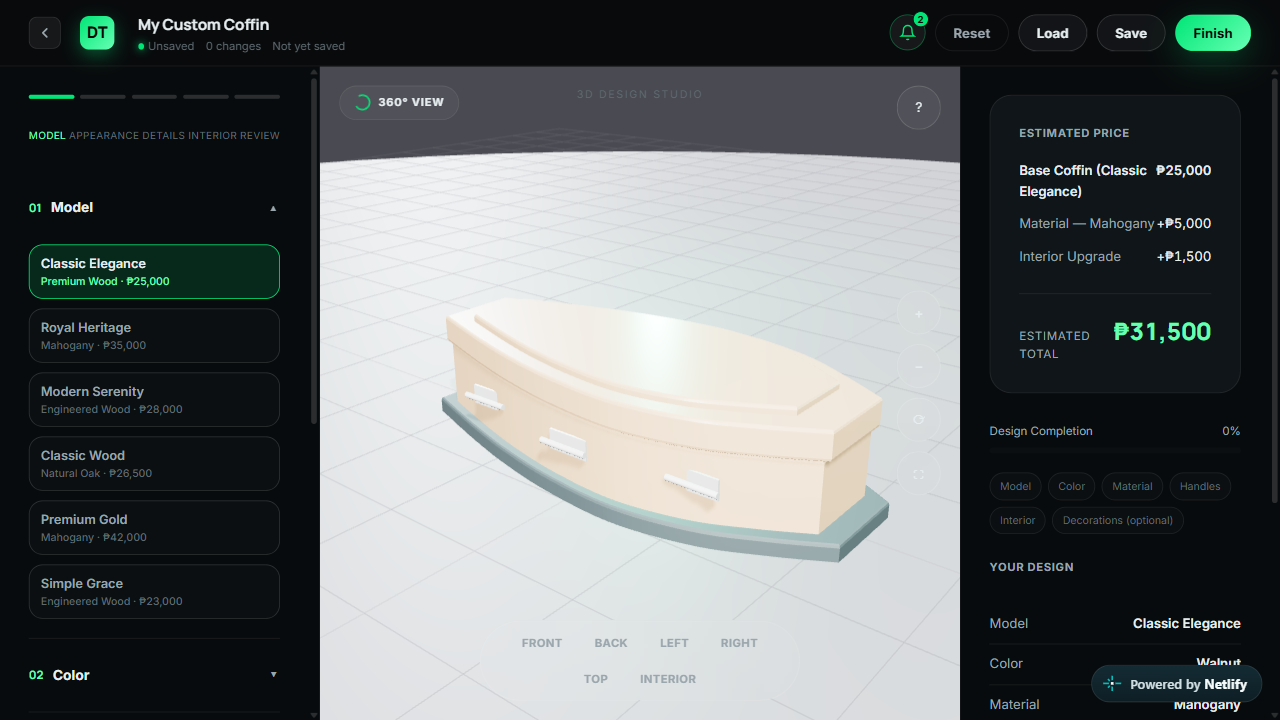 DT
My Custom Coffin
Unsaved 0 changes Not yet saved
2
Reset
Load
Save
Finish
MODEL APPEARANCE DETAILS INTERIOR REVIEW
01 Model
Classic Elegance
Premium Wood · ₱25,000
Royal Heritage
Mahogany · ₱35,000
Modern Serenity
Engineered Wood · ₱28,000
Classic Wood
Natural Oak · ₱26,500
Premium Gold
Mahogany · ₱42,000
Simple Grace
Engineered Wood · ₱23,000
02 Color
360° VIEW
3D DESIGN STUDIO
?
FRONT BACK LEFT RIGHT
TOP INTERIOR
ESTIMATED PRICE
Base Coffin (Classic Elegance) ₱25,000
Material — Mahogany +₱5,000
Interior Upgrade +₱1,500
ESTIMATED TOTAL ₱31,500
Design Completion 0%
Model Color Material Handles
Interior Decorations (optional)
YOUR DESIGN
Model Classic Elegance
Color Walnut
Material Mahogany
Powered by Netlify